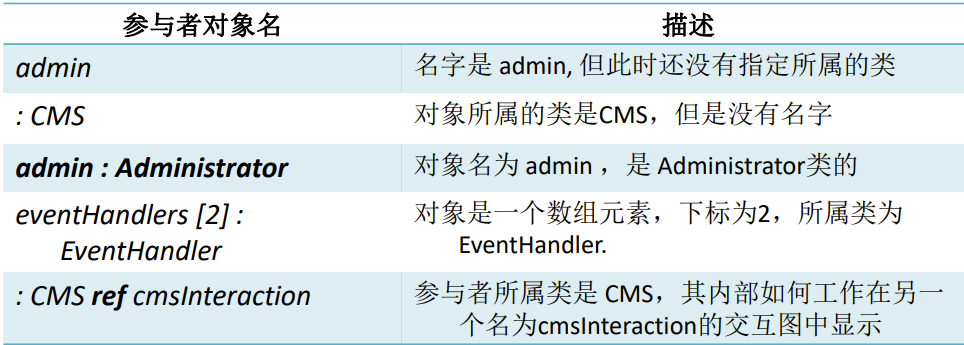 参与者对象名 描述
admin 名字是 admin, 但此时还没有指定所属的类
: CMS 对象所属的类是CMS，但是没有名字
admin : Administrator 对象名为 admin ，是 Administrator类的
eventHandlers [2] : 对象是一个数组元素，下标为2，所属类为
EventHandler EventHandler.
: CMS ref cmsInteraction 参与者所属类是 CMS，其内部如何工作在另一
个名为cmsInteraction的交互图中显示